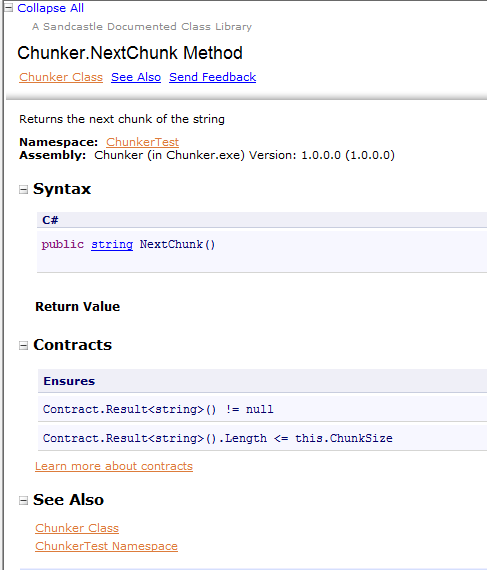 Collapse All
A Sandcastle Documented Class Library
Chunker.NextChunk Method
Chunker Class See Also Send Feedback
Returns the next chunk of the string
Namespace: ChunkerTest
Assembly: Chunker (in Chunker.exe) Version: 1.0.0.0 (1.0.0.0)
Syntax
C#
public string NextChunk()
Return Value
Contracts
Ensures
Contract.Result<string>() != null
Contract.Result<string>().Length <= this.ChunkSize
Learn more about contracts
See Also
Chunker Class
ChunkerTest Namespace